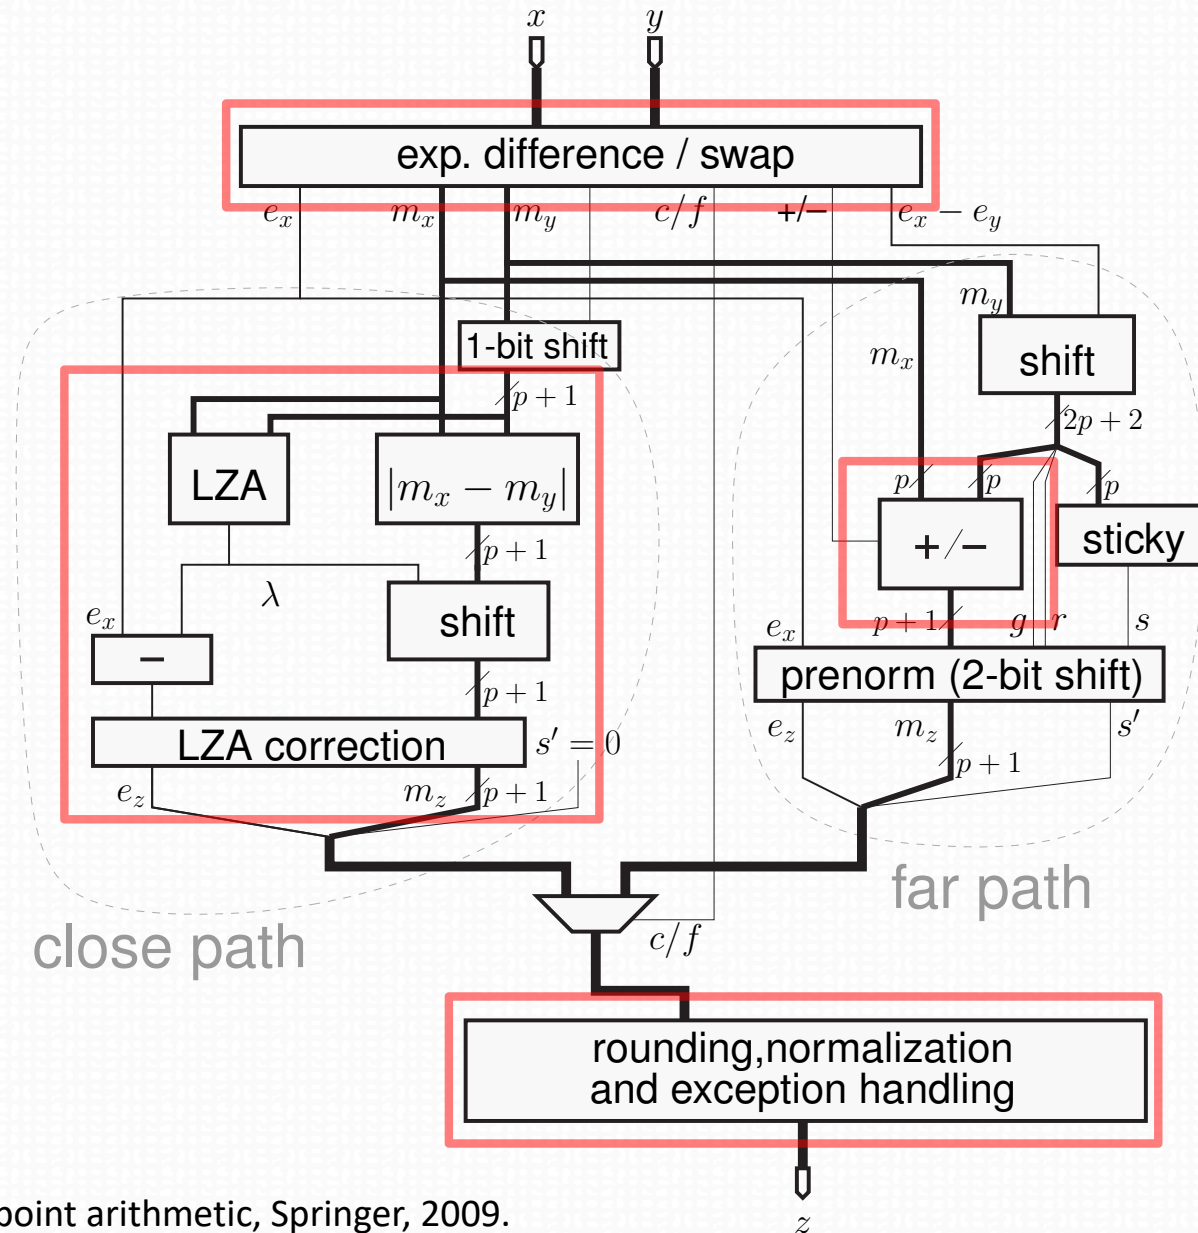 x y
exp. difference / swap
e_x m_x m_y c/f +/− e_x − e_y
m_y
1-bit shift
m_x
shift
p + 1
2p + 2
LZA
|m_x − m_y|
p p p
+/−
sticky
p + 1
λ
shift
e_x
e_x p + 1 g r s
−
prenorm (2-bit shift)
p + 1
LZA correction s′ = 0
e_z m_z s′
p + 1
e_z m_z p + 1
far path
close path
c/f
rounding,normalization
and exception handling
point arithmetic, Springer, 2009.
z